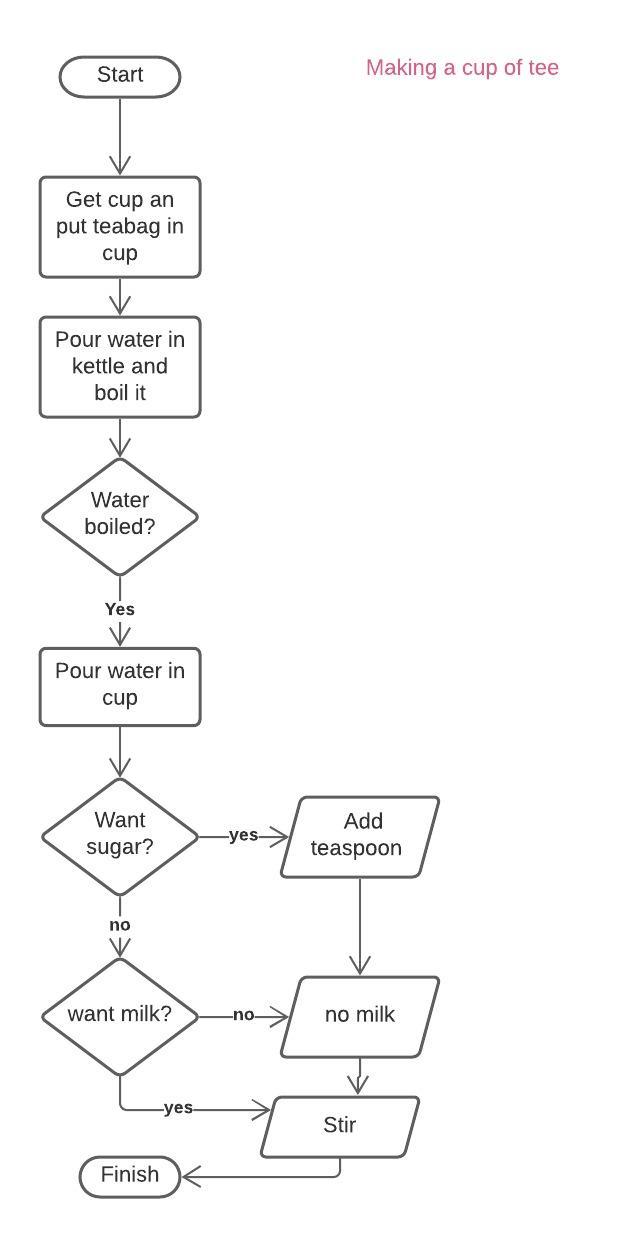 Start
Making a cup of tee
Get cup an
put teabag in
cup
Pour water in
kettle and
boil it
Water
boiled?
Yes
Pour water in
cup
Want
sugar?
yes
Add
teaspoon
no
want milk?
no
no milk
yes
Stir
Finish